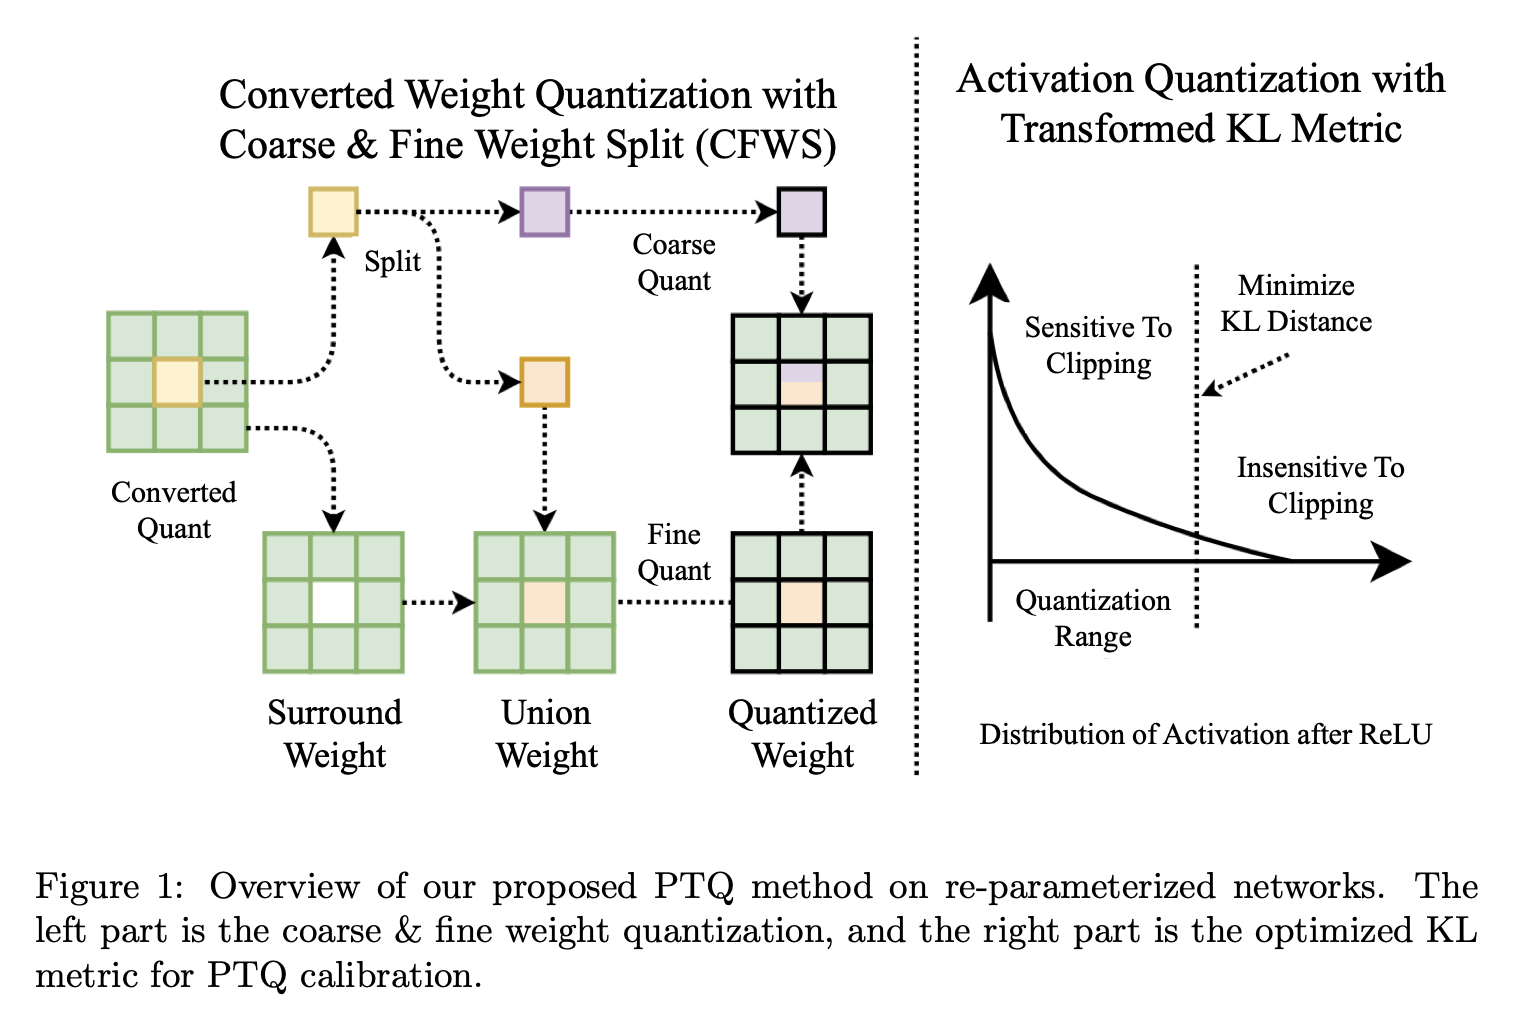 Converted Weight Quantization with
Coarse & Fine Weight Split (CFWS)
Split
Coarse
Quant
Converted
Quant
Fine
Quant
Surround
Weight
Union
Weight
Quantized
Weight
Activation Quantization with
Transformed KL Metric
Sensitive To
Clipping
Minimize
KL Distance
Insensitive To
Clipping
Quantization
Range
Distribution of Activation after ReLU
Figure 1: Overview of our proposed PTQ method on re-parameterized networks. The
left part is the coarse & fine weight quantization, and the right part is the optimized KL
metric for PTQ calibration.